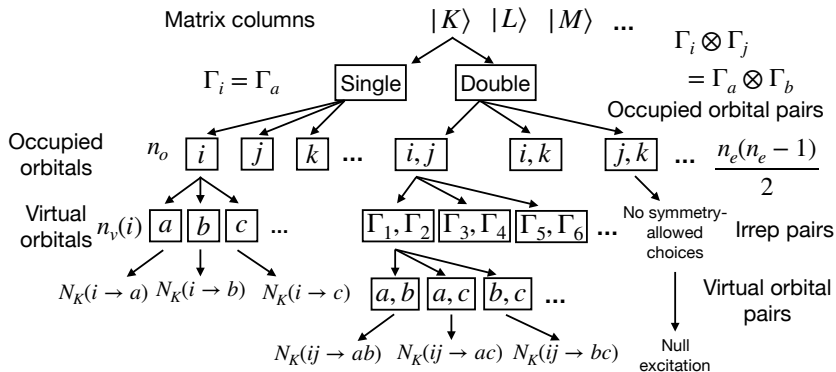 Matrix columns |K⟩ |L⟩ |M⟩ ...
Γ_i ⊗ Γ_j
= Γ_a ⊗ Γ_b
Γ_i = Γ_a Single Double
Occupied orbital pairs
Occupied orbitals n_o i j k ... i, j i, k j, k ... n_e(n_e − 1)/2
Virtual orbitals n_v(i) a b c ... Γ_1, Γ_2 Γ_3, Γ_4 Γ_5, Γ_6 ... No symmetry-allowed choices Irrep pairs
N_K(i → a) N_K(i → b) N_K(i → c) a, b a, c b, c ... Virtual orbital pairs
N_K(ij → ab) N_K(ij → ac) N_K(ij → bc) Null excitation